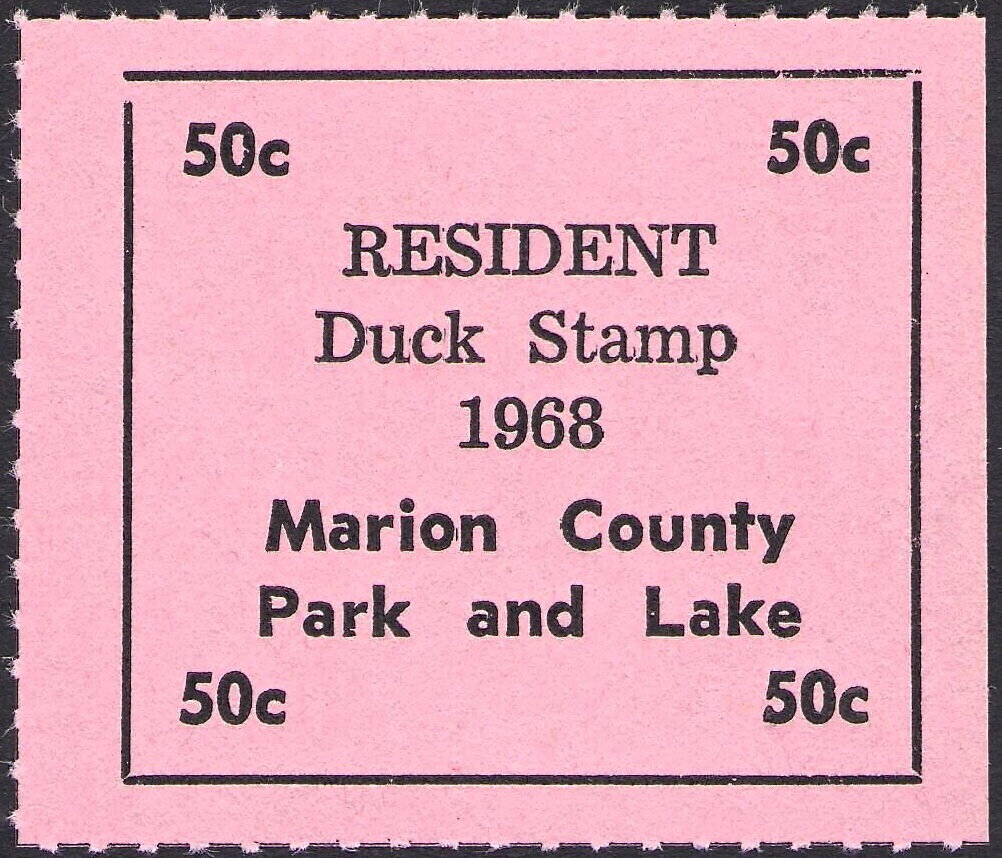 50c 50c
RESIDENT
Duck Stamp
1968
Marion County
Park and Lake
50c 50c